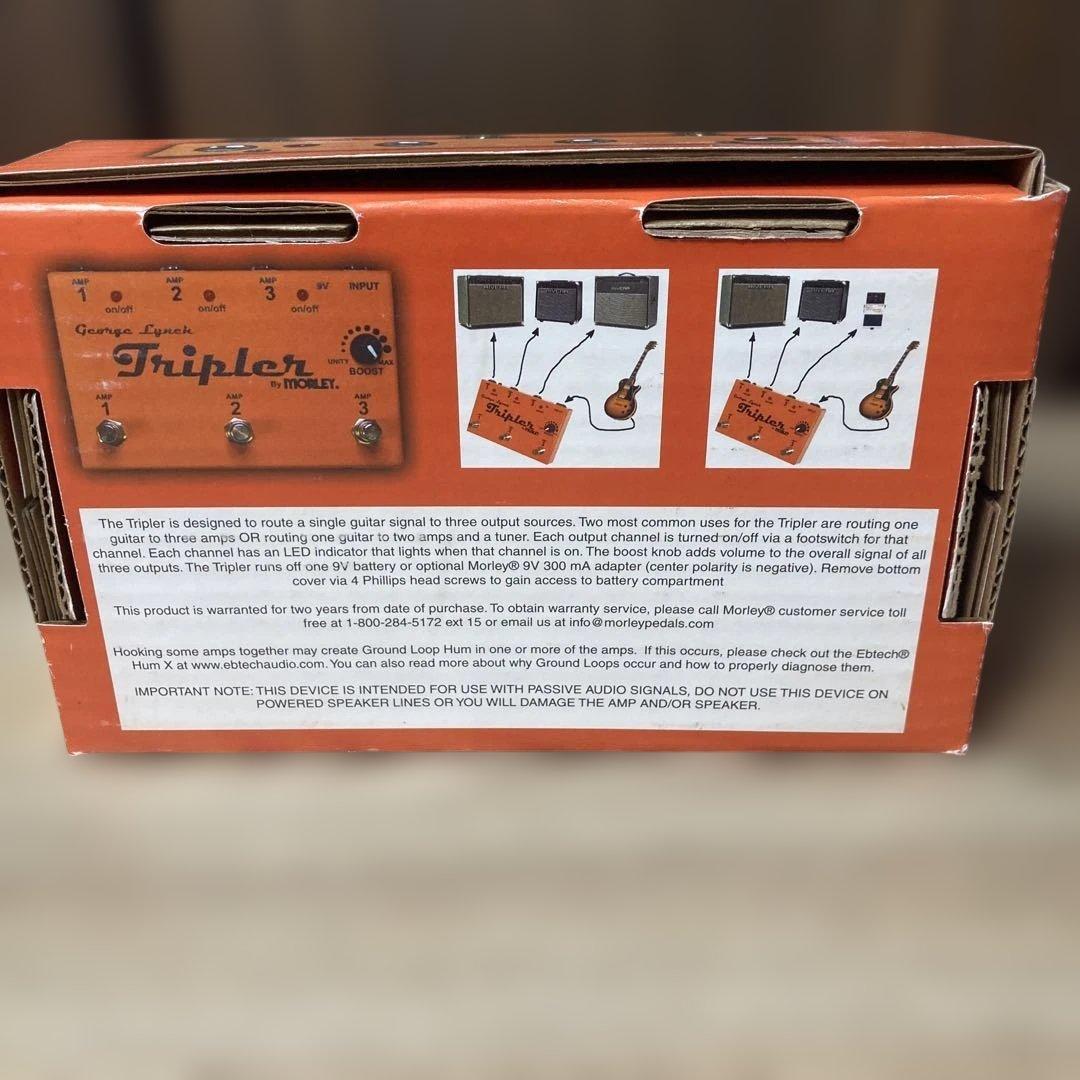 AMP AMP AMP 9V INPUT
1 2 3
on/off on/off on/off
George Lynch
Tripler
By MORLEY.
UNITY MAX
BOOST
AMP AMP AMP
1 2 3
RIVERA RIVERA RIVERA
George Lynch
Tripler
RIVERA RIVERA
George Lynch
Tripler
The Tripler is designed to route a single guitar signal to three output sources. Two most common uses for the Tripler are routing one
guitar to three amps OR routing one guitar to two amps and a tuner. Each output channel is turned on/off via a footswitch for that
channel. Each channel has an LED indicator that lights when that channel is on. The boost knob adds volume to the overall signal of all
three outputs. The Tripler runs off one 9V battery or optional Morley® 9V 300 mA adapter (center polarity is negative). Remove bottom
cover via 4 Phillips head screws to gain access to battery compartment
This product is warranted for two years from date of purchase. To obtain warranty service, please call Morley® customer service toll
free at 1-800-284-5172 ext 15 or email us at info@morleypedals.com
Hooking some amps together may create Ground Loop Hum in one or more of the amps. If this occurs, please check out the Ebtech®
Hum X at www.ebtechaudio.com. You can also read more about why Ground Loops occur and how to properly diagnose them.
IMPORTANT NOTE: THIS DEVICE IS INTENDED FOR USE WITH PASSIVE AUDIO SIGNALS, DO NOT USE THIS DEVICE ON
POWERED SPEAKER LINES OR YOU WILL DAMAGE THE AMP AND/OR SPEAKER.